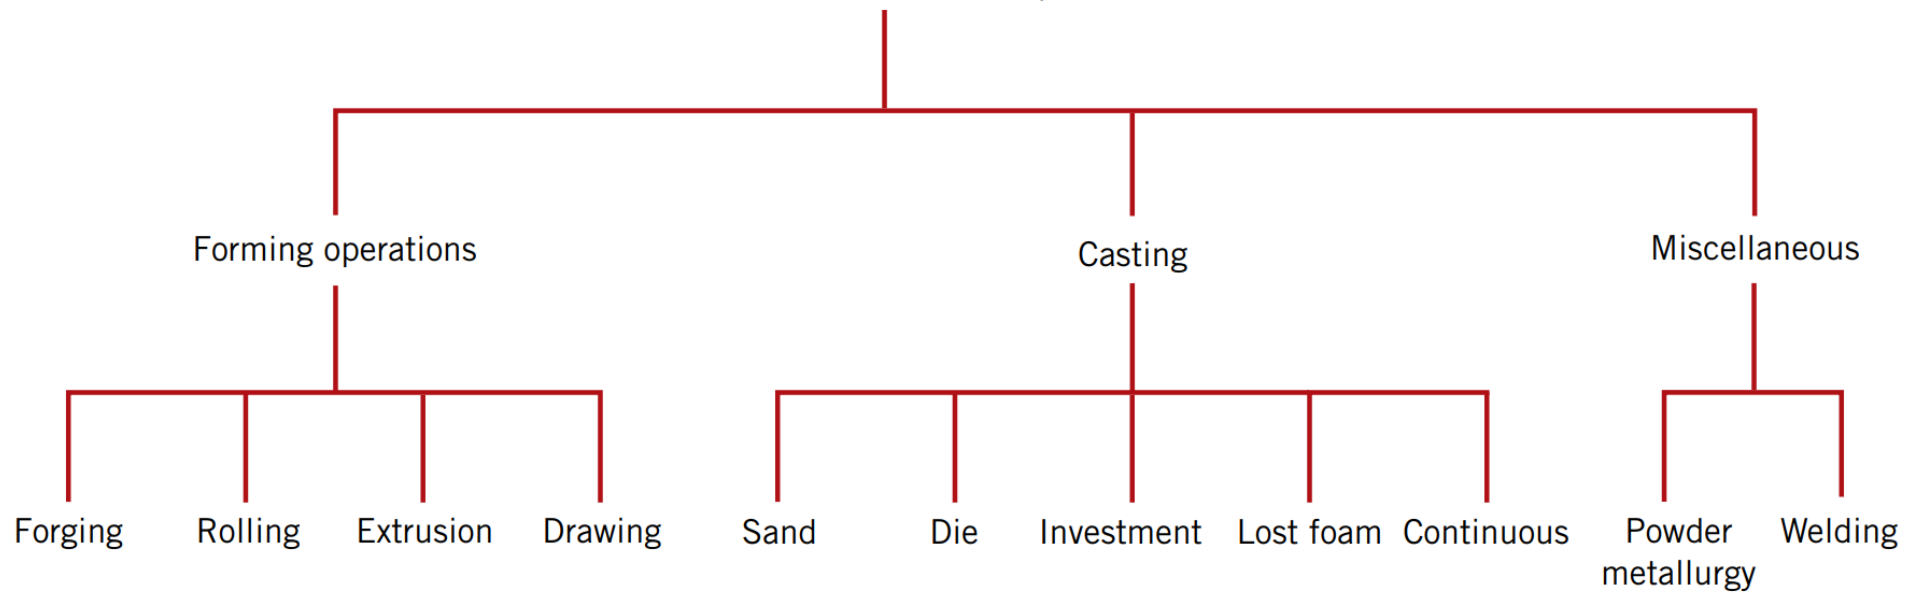 Forming operations
Casting
Miscellaneous
Forging
Rolling
Extrusion
Drawing
Sand
Die
Investment
Lost foam
Continuous
Powder
metallurgy
Welding